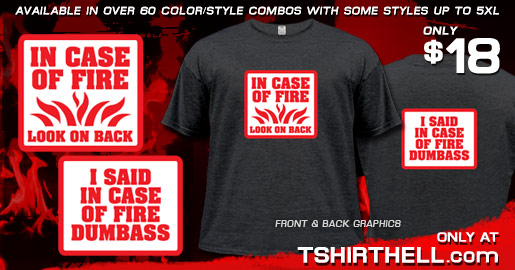 AVAILABLE IN OVER 60 COLOR/STYLE COMBOS WITH SOME STYLES UP TO 5XL
ONLY
$18
IN CASE
OF FIRE
LOOK ON BACK
I SAID
IN CASE
OF FIRE
DUMBASS
IN CASE
OF FIRE
LOOK ON BACK
I SAID
IN CASE
OF FIRE
DUMBASS
FRONT & BACK GRAPHICS
ONLY AT
TSHIRTHELL.com